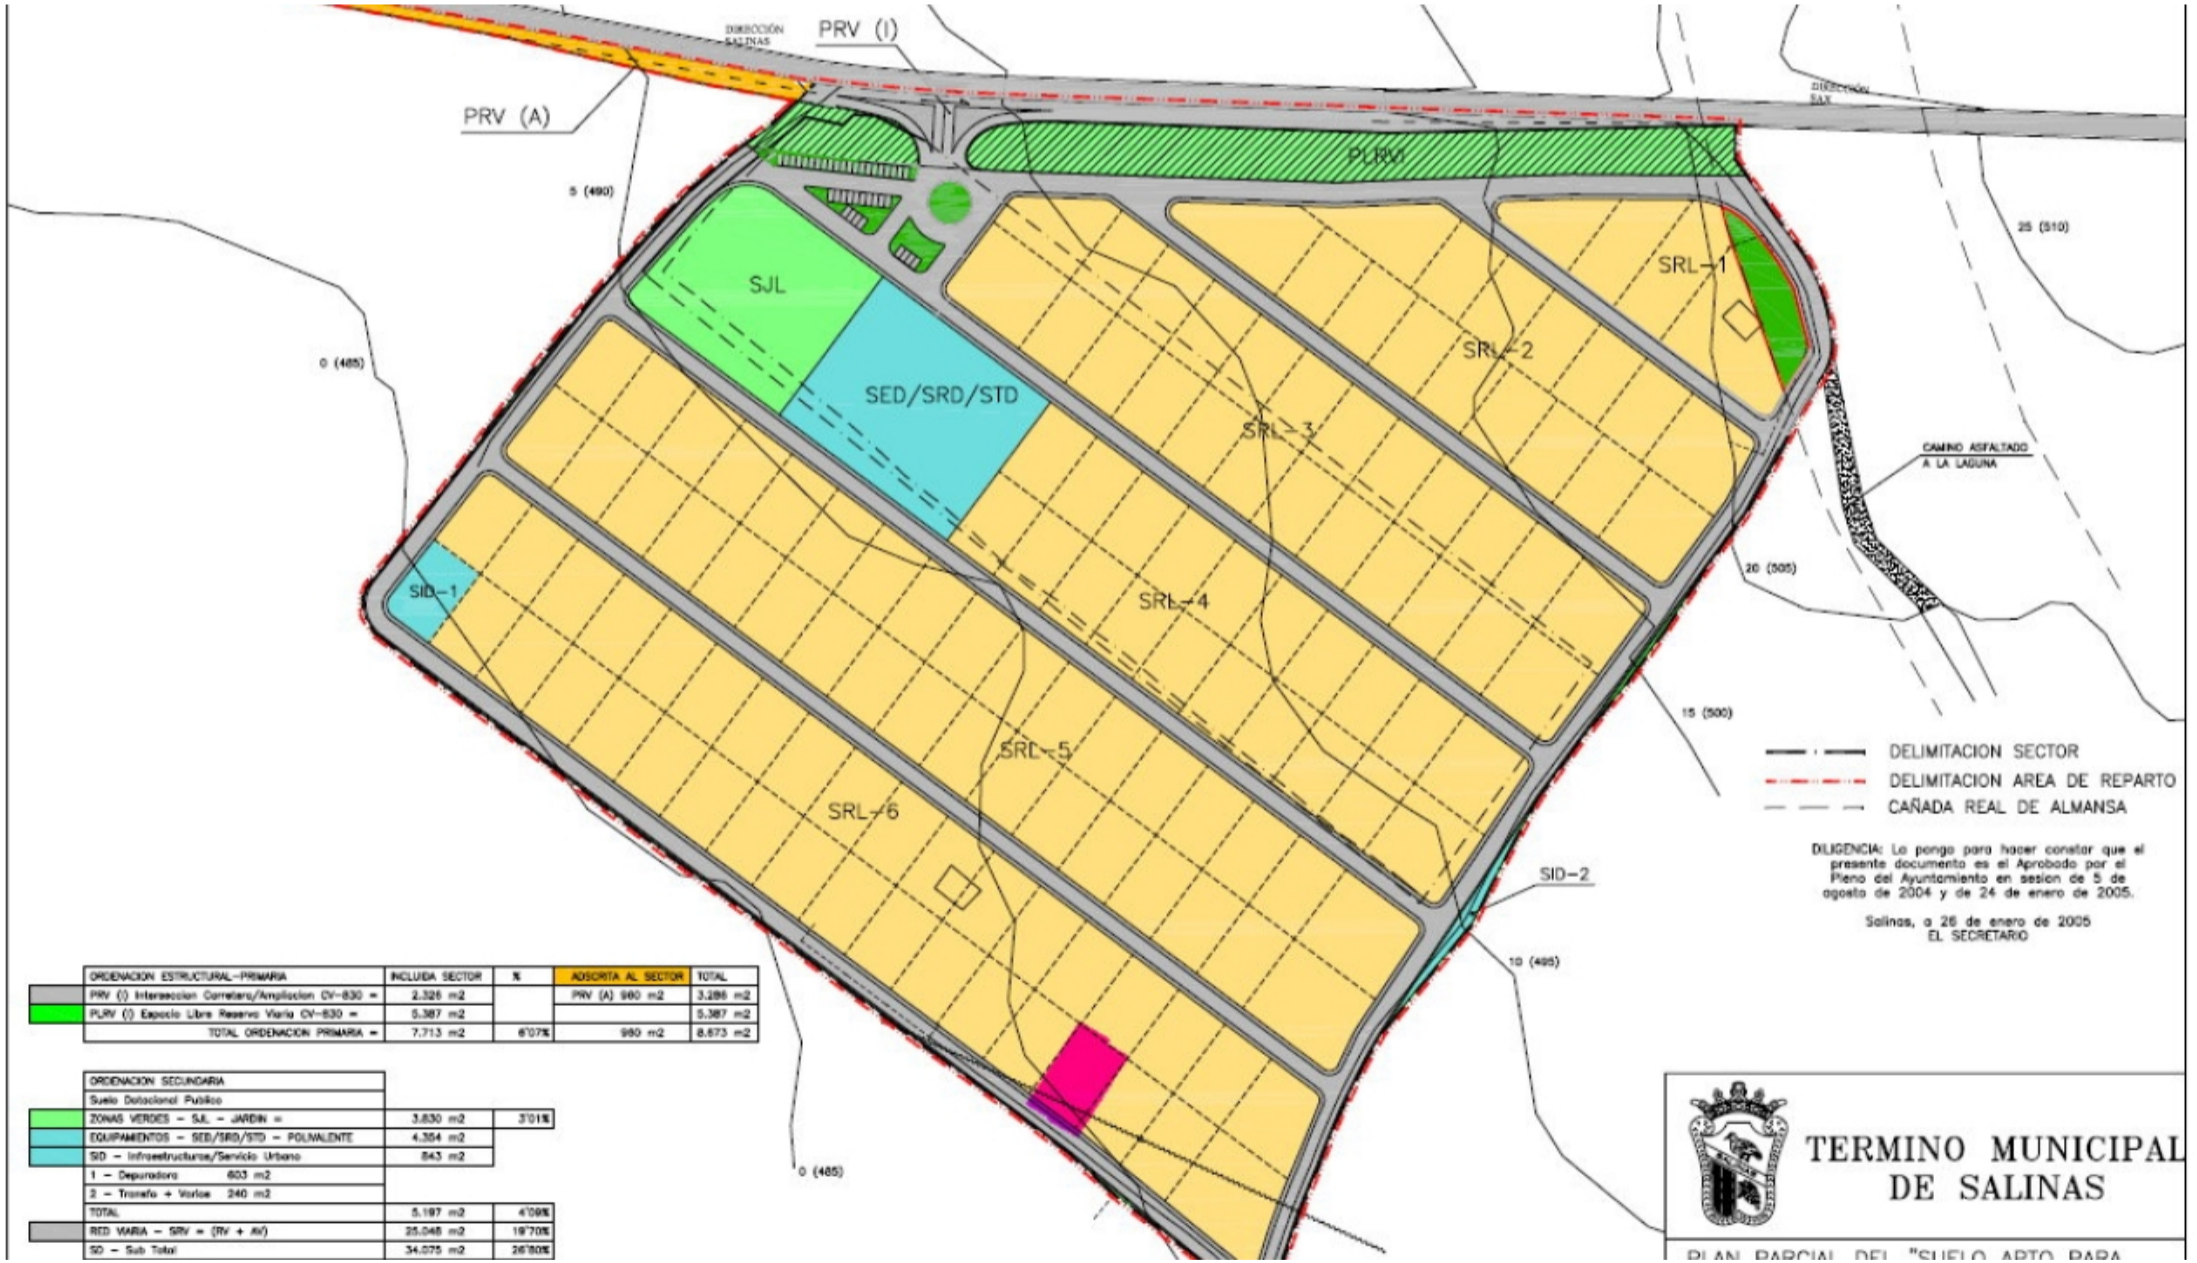 DIRECCIÓN
SALINAS
PRV (I)
DIRECCIÓN
SAX
PRV (A)
PLRVI
5 (490)
25 (510)
SJL
SRL-1
0 (485)
SRL-2
SED/SRD/STD
SRL-3
CAMINO ASFALTADO
A LA LAGUNA
20 (505)
SID-1
SRL-4
15 (500)
SRL-5
SRL-6
DELIMITACION SECTOR
DELIMITACION AREA DE REPARTO
CAÑADA REAL DE ALMANSA
DILIGENCIA: La pongo para hacer constar que el
presente documento es el Aprobado por el
Pleno del Ayuntamiento en sesion de 5 de
agosto de 2004 y de 24 de enero de 2005.
Salinas, a 26 de enero de 2005
EL SECRETARIO
SID-2
10 (495)
0 (485)
ORDENACION ESTRUCTURAL-PRIMARIA INCLUIDA SECTOR % ADSCRITA AL SECTOR TOTAL
PRV (I) Interseccion Carretera/Ampliacion CV-830 = 2.326 m2 PRV (A) 960 m2 3.286 m2
PLRV (I) Espacio Libre Reserva Viaria CV-830 = 5.387 m2 5.387 m2
TOTAL ORDENACION PRIMARIA = 7.713 m2 6'07% 960 m2 8.673 m2
ORDENACION SECUNDARIA
Suelo Dotacional Publico
ZONAS VERDES - SJL - JARDIN = 3.830 m2 3'01%
EQUIPAMIENTOS - SED/SRD/STD - POLIVALENTE 4.354 m2
SID - Infraestructuras/Servicio Urbano 843 m2
1 - Depuradora 603 m2
2 - Transfo + Varios 240 m2
TOTAL 5.197 m2 4'09%
RED VIARIA - SRV = (RV + AV) 25.048 m2 19'70%
SD - Sub Total 34.075 m2 26'80%
TERMINO MUNICIPAL
DE SALINAS
PLAN PARCIAL DEL "SUELO APTO PARA